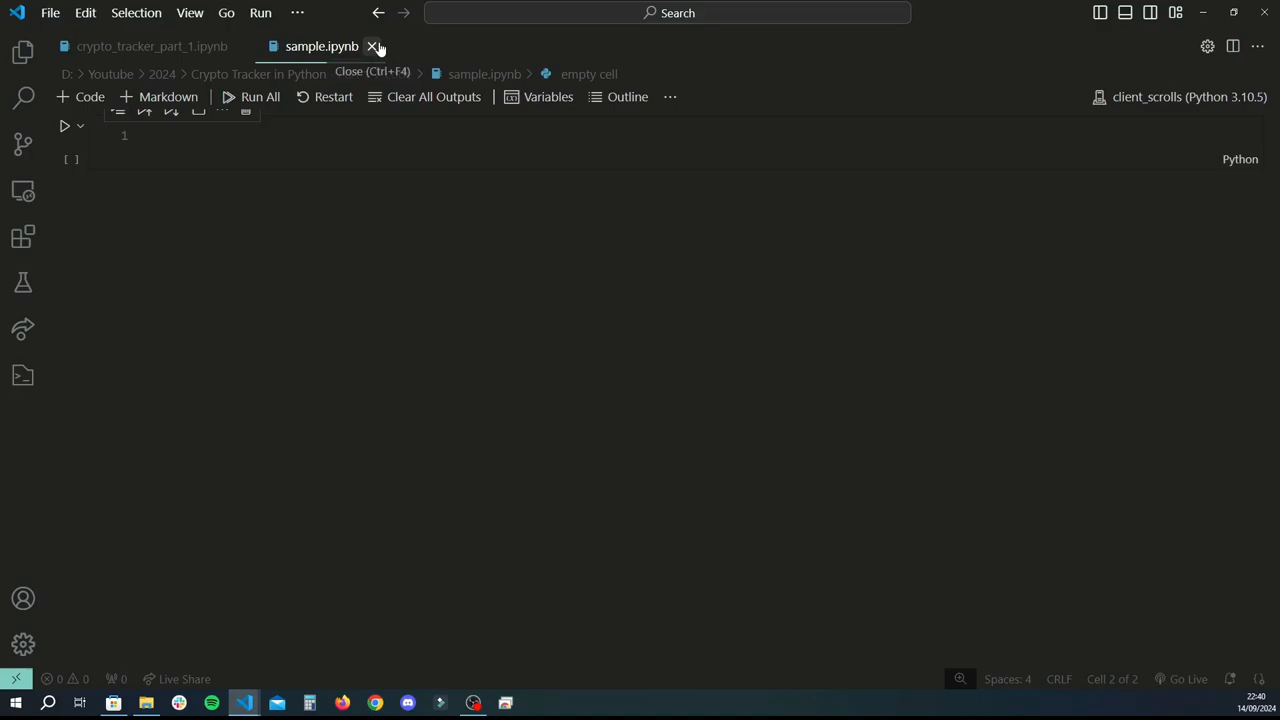 File Edit Selection View Go Run ··· Search
crypto_tracker_part_1.ipynb sample.ipynb
D: > Youtube > 2024 > Crypto Tracker in Python > sample.ipynb > empty cell
Close (Ctrl+F4)
+ Code + Markdown Run All Restart Clear All Outputs Variables Outline ··· client_scrolls (Python 3.10.5)
1
[ ] Python
0 0 0 Live Share Spaces: 4 CRLF Cell 2 of 2 Go Live
22:40
14/09/2024